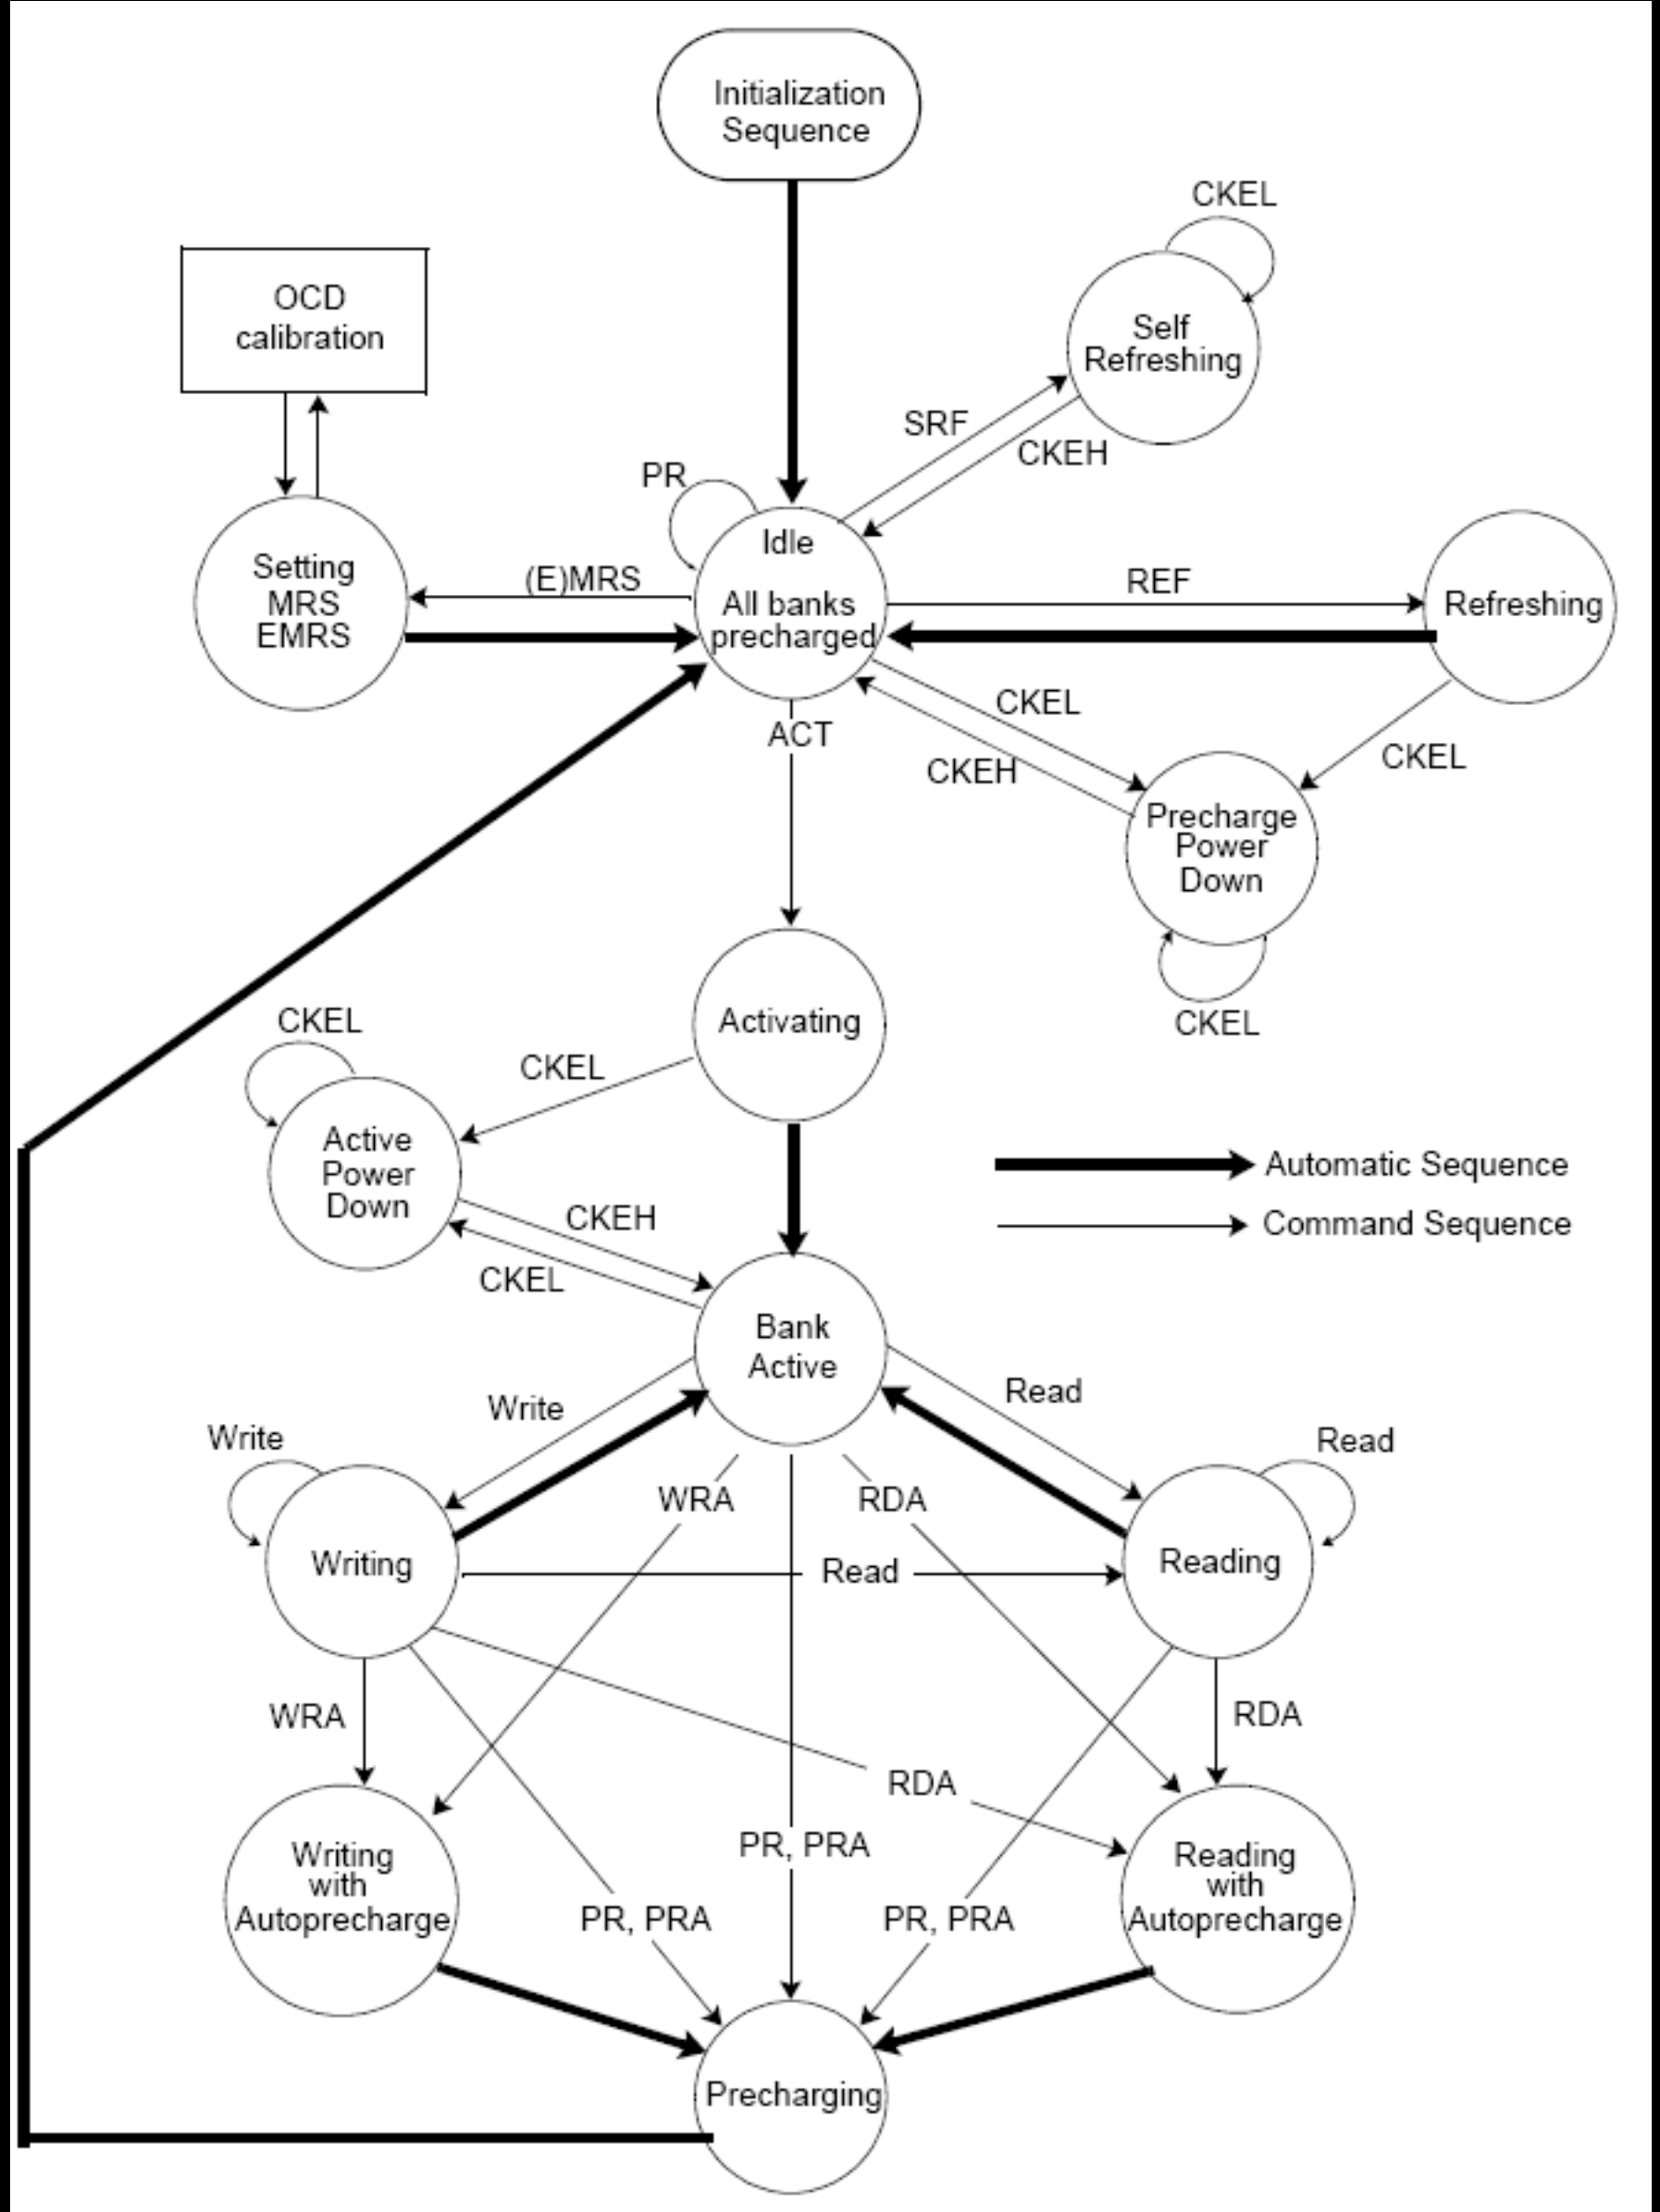 Initialization
Sequence
CKEL
OCD
calibration
Self
Refreshing
SRF
CKEH
PR
Idle
All banks
precharged
Setting
MRS
EMRS
(E)MRS
REF
Refreshing
CKEL
CKEH
ACT
CKEL
Precharge
Power
Down
CKEL
Activating
CKEL
CKEL
Active
Power
Down
Automatic Sequence
Command Sequence
CKEH
CKEL
Bank
Active
Write
Read
Write
Read
WRA
RDA
Writing
Read
Reading
WRA
RDA
RDA
PR, PRA
Writing
with
Autoprecharge
Reading
with
Autoprecharge
PR, PRA
PR, PRA
Precharging